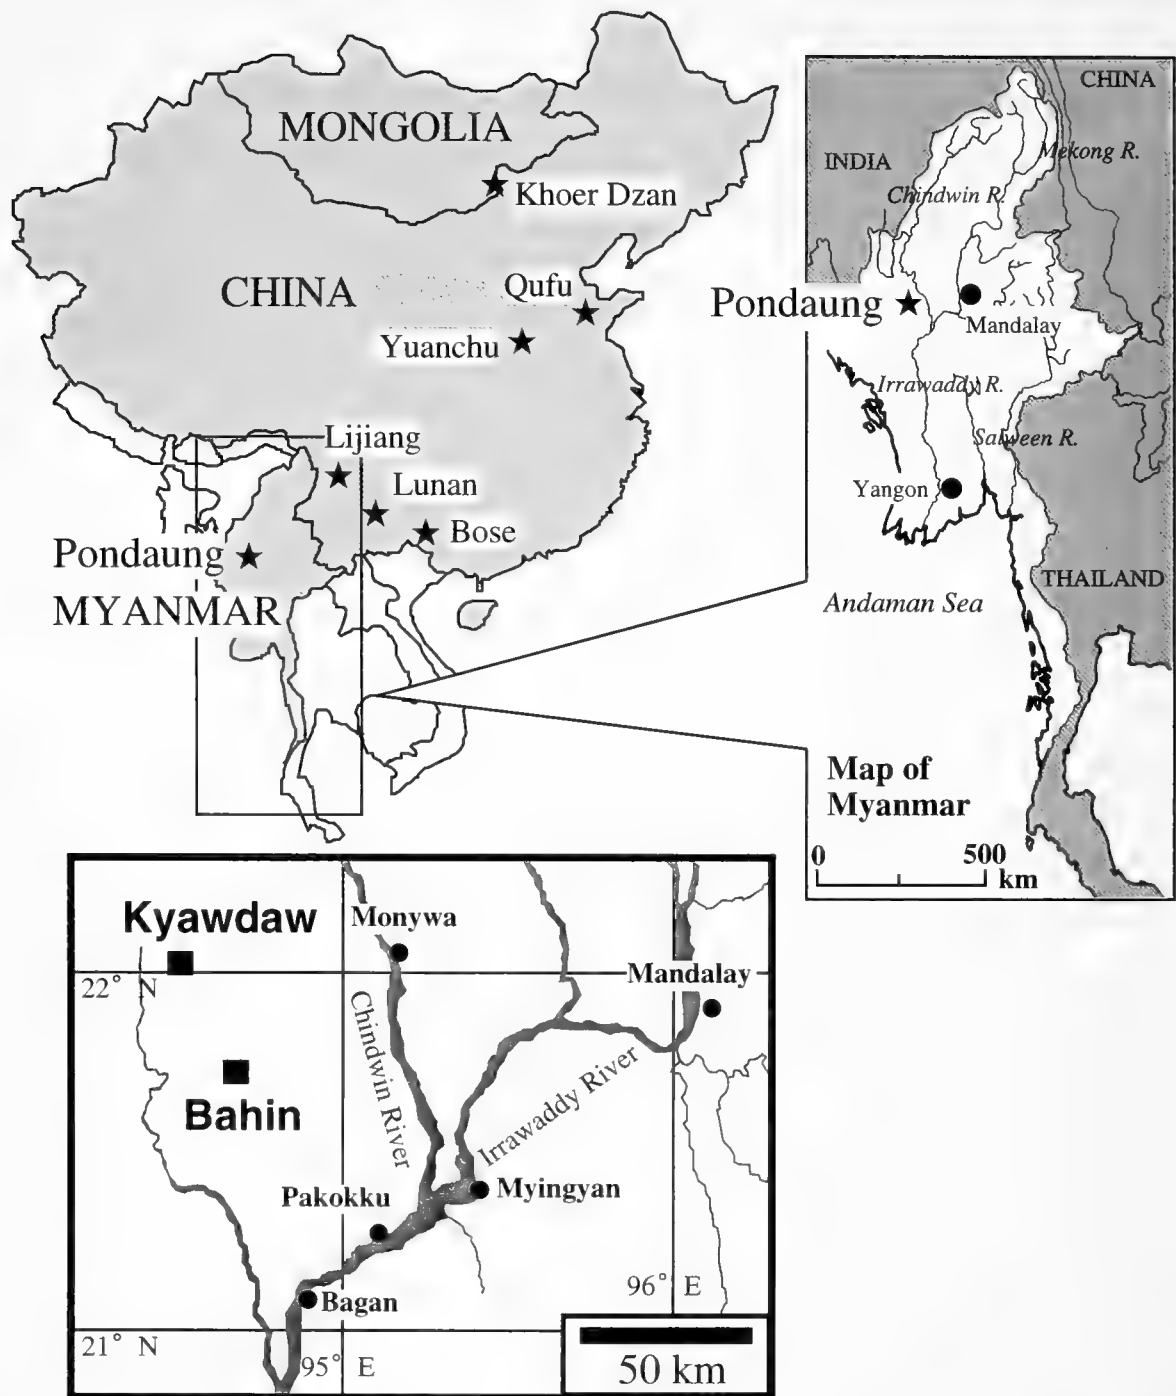 MONGOLIA
Khoer Dzan
CHINA
Qufu
Yuanchu
Lijiang
Lunan
Bose
Pondaung
MYANMAR
CHINA
INDIA
Mekong R.
Chindwin R.
Pondaung
Mandalay
Irrawaddy R.
Salween R.
Yangon
THAILAND
Andaman Sea
Map of
Myanmar
0 500
km
Kyawdaw
Monywa
Mandalay
22° N
Chindwin River
Bahin
Irrawaddy River
Pakokku
Myingyan
96° E
Bagan
21° N
95° E
50 km